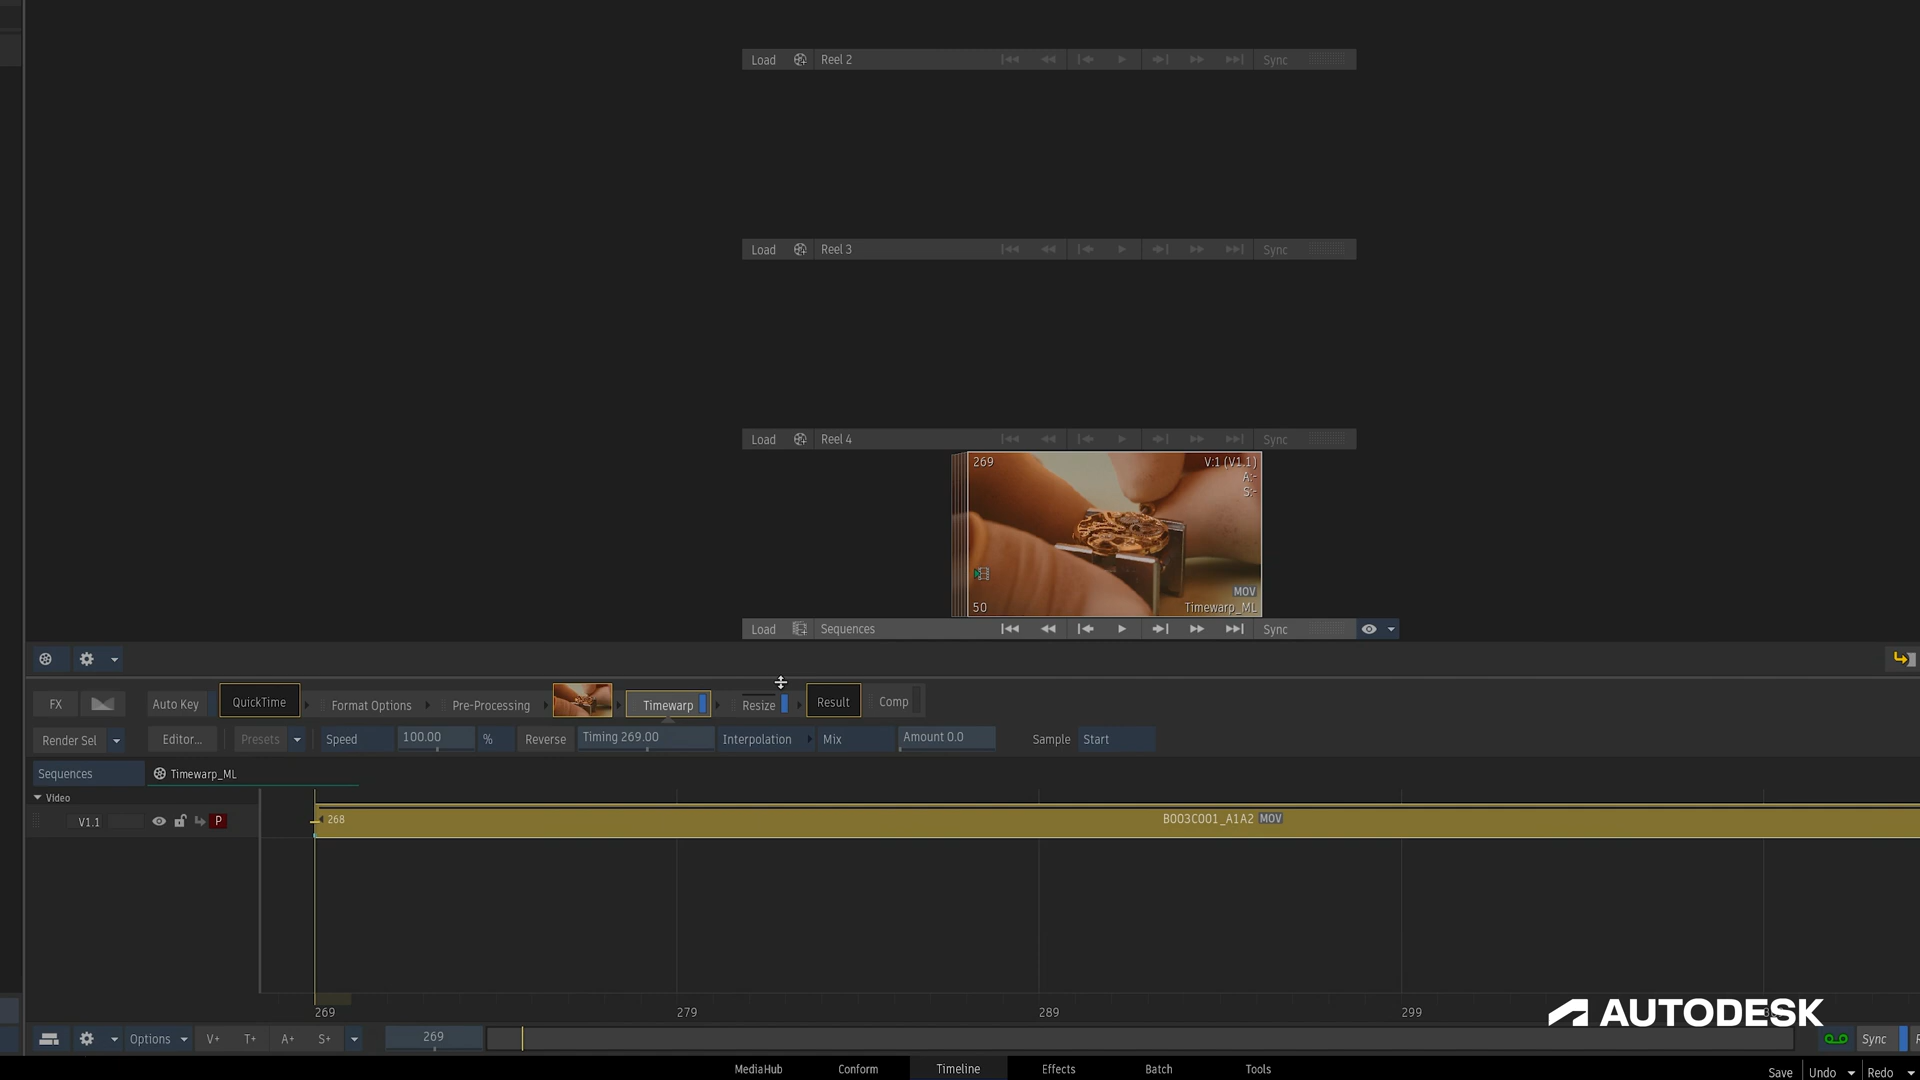 Load Reel 2 Sync
Load Reel 3 Sync
Load Reel 4 Sync
269 V:1 (V1.1)
A:-
S:-
MOV
50 Timewarp_ML
Load Sequences Sync
FX Auto Key QuickTime Format Options Pre-Processing Timewarp Resize Result Comp
Render Sel Editor... Presets Speed 100.00 % Reverse Timing 269.00 Interpolation Mix Amount 0.0 Sample Start
Sequences Timewarp_ML
Video
V1.1 P 268 B003C001_A1A2 MOV
269 279 289 299
AUTODESK
Options V+ T+ A+ S+ 269 Sync
MediaHub Conform Timeline Effects Batch Tools Save Undo Redo